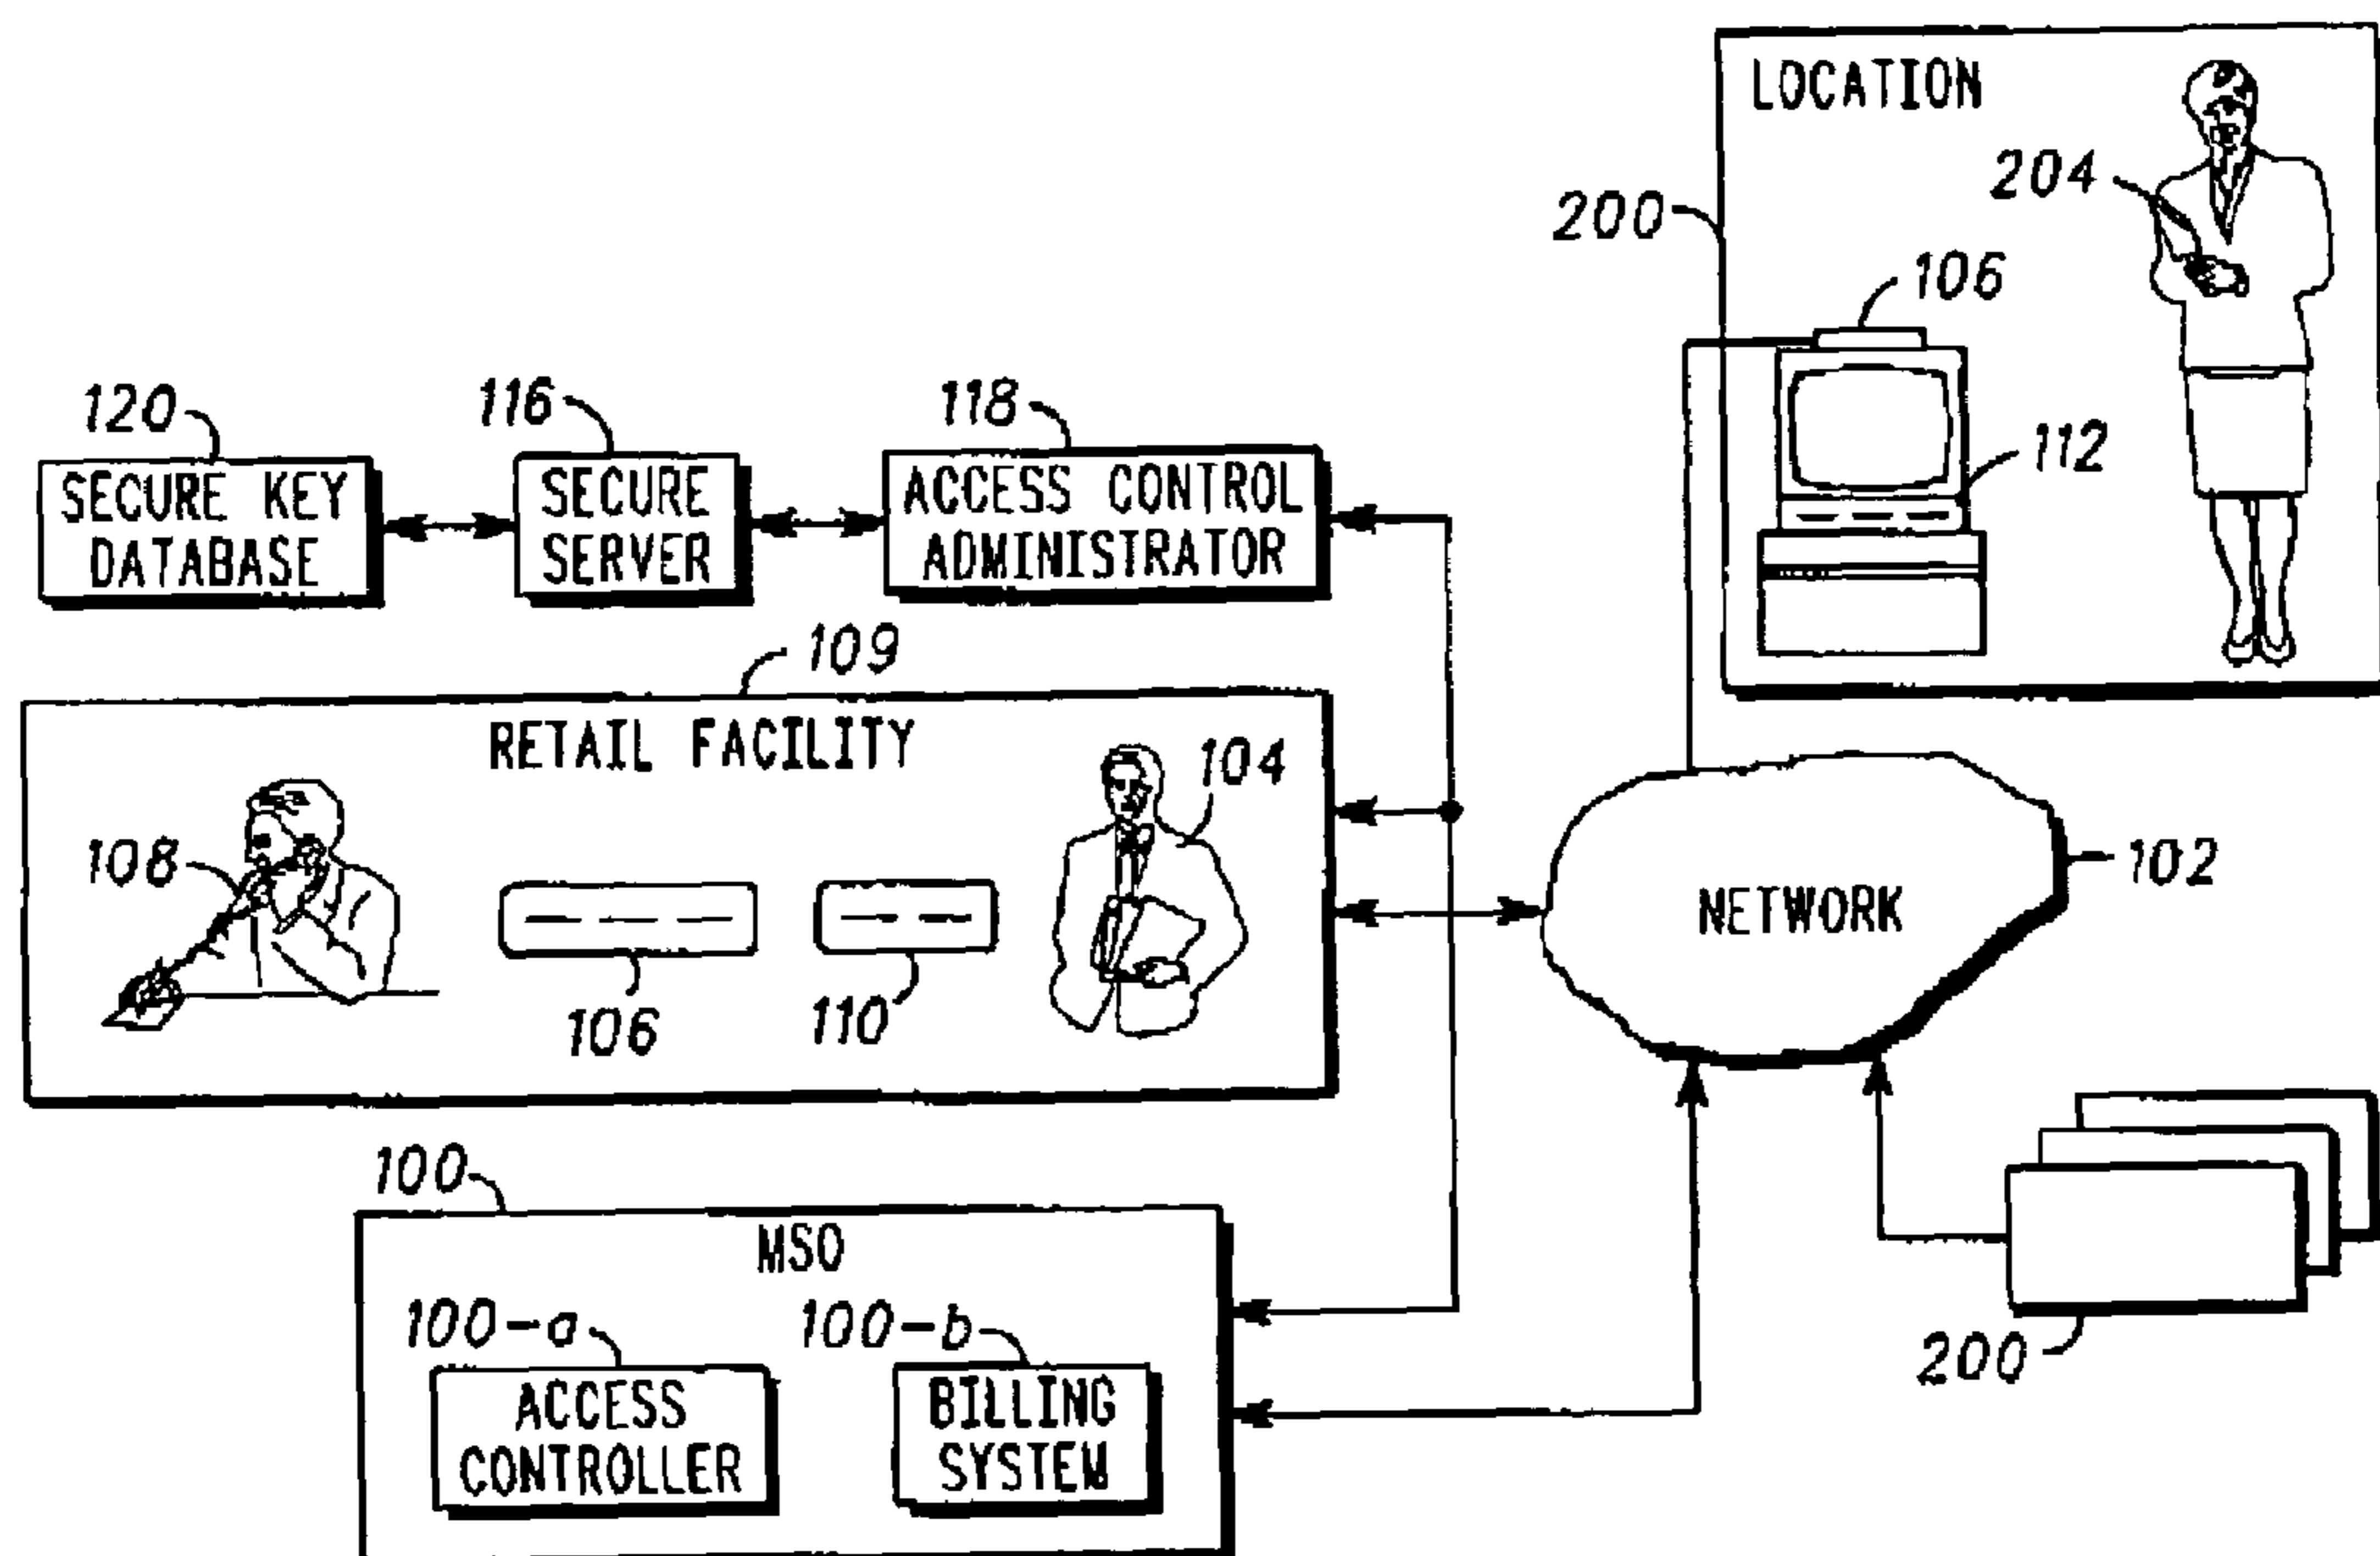 LOCATION
204
200
106
112
120
116
118
SECURE KEY
DATABASE
SECURE
SERVER
ACCESS CONTROL
ADMINISTRATOR
109
RETAIL FACILITY
104
108
106
110
NETWORK
102
100
MSO
100-a
100-b
ACCESS
CONTROLLER
BILLING
SYSTEM
200